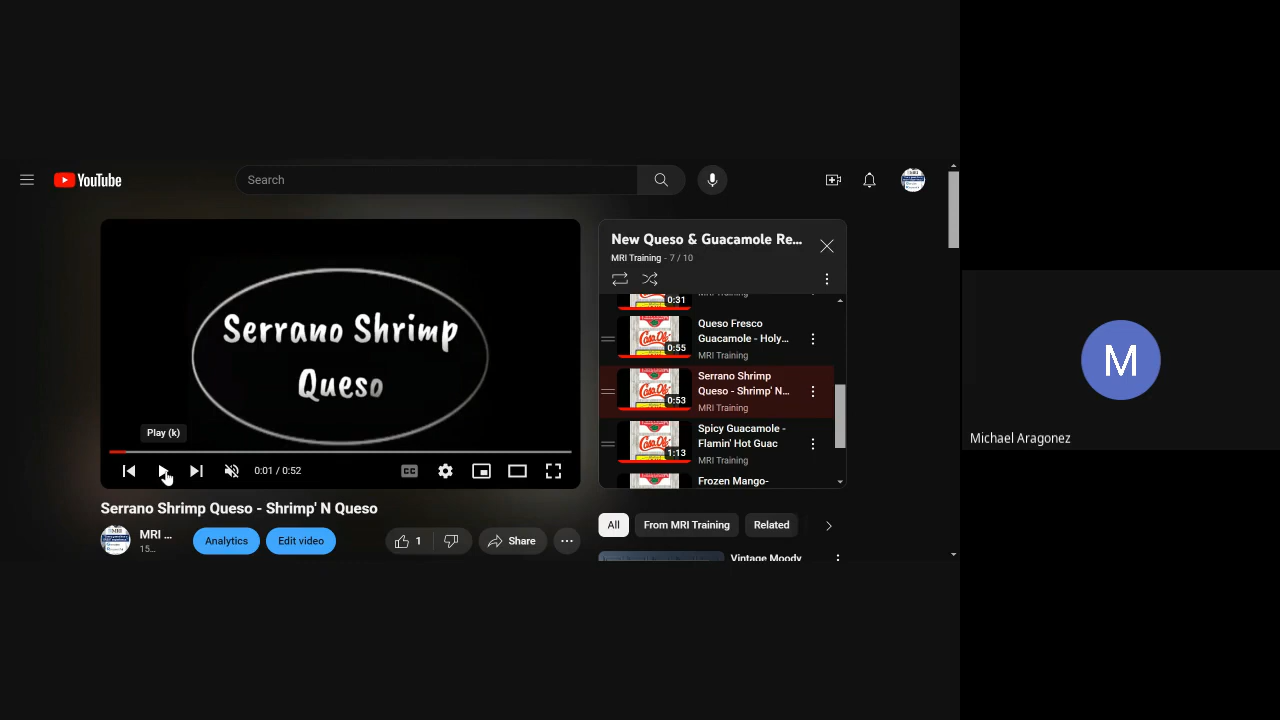 YouTube
Search
Serrano Shrimp
Queso
Play (k)
0:01 / 0:52
CC
Serrano Shrimp Queso - Shrimp' N Queso
MRI ...
15...
Analytics
Edit video
1
Share
New Queso & Guacamole Re...
MRI Training - 7 / 10
0:31
Queso Fresco
Guacamole - Holy...
MRI Training
0:55
Serrano Shrimp
Queso - Shrimp' N...
MRI Training
0:53
Spicy Guacamole -
Flamin' Hot Guac
MRI Training
1:13
Frozen Mango-
All
From MRI Training
Related
Vintage Moody
M
Michael Aragonez